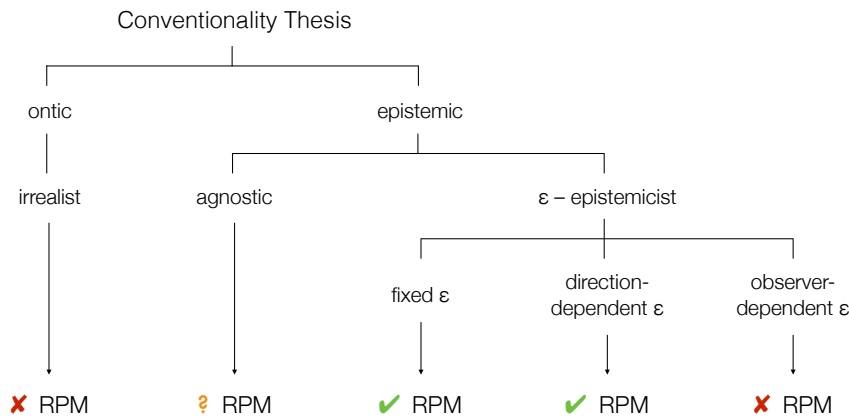 Conventionality Thesis
ontic
epistemic
irrealist
agnostic
ε – epistemicist
fixed ε
direction-
dependent ε
observer-
dependent ε
✘ RPM
? RPM
✔ RPM
✔ RPM
✘ RPM